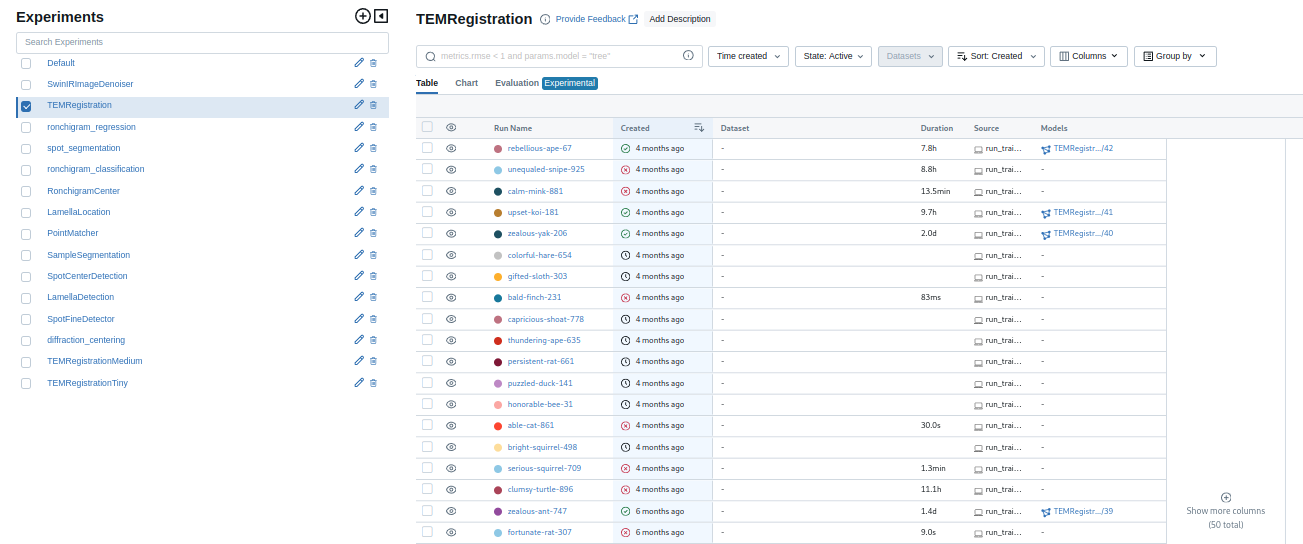 Experiments
Search Experiments
Default
SwinIRImageDenoiser
TEMRegistration
ronchigram_regression
spot_segmentation
ronchigram_classification
RonchigramCenter
LamellaLocation
PointMatcher
SampleSegmentation
SpotCenterDetection
LamellaDetection
SpotFineDetector
diffraction_centering
TEMRegistrationMedium
TEMRegistrationTiny
TEMRegistration Provide Feedback Add Description
metrics.rmse < 1 and params.model = "tree" Time created State: Active Datasets Sort: Created Columns Group by
Table Chart Evaluation Experimental
Run Name Created Dataset Duration Source Models
rebellious-ape-67 4 months ago - 7.8h run_trai... TEMRegistr.../42
unequaled-snipe-925 4 months ago - 8.8h run_trai... -
calm-mink-881 4 months ago - 13.5min run_trai... -
upset-koi-181 4 months ago - 9.7h run_trai... TEMRegistr.../41
zealous-yak-206 4 months ago - 2.0d run_trai... TEMRegistr.../40
colorful-hare-654 4 months ago - run_trai... -
gifted-sloth-303 4 months ago - run_trai... -
bald-finch-231 4 months ago - 83ms run_trai... -
capricious-shoat-778 4 months ago - run_trai... -
thundering-ape-635 4 months ago - run_trai... -
persistent-rat-661 4 months ago - run_trai... -
puzzled-duck-141 4 months ago - run_trai... -
honorable-bee-31 4 months ago - run_trai... -
able-cat-861 4 months ago - 30.0s run_trai... -
bright-squirrel-498 4 months ago - run_trai... -
serious-squirrel-709 4 months ago - 1.3min run_trai... -
clumsy-turtle-896 4 months ago - 11.1h run_trai... -
zealous-ant-747 6 months ago - 1.4d run_trai... TEMRegistr.../39
fortunate-rat-307 6 months ago - 9.0s run_trai... -
Show more columns
(50 total)